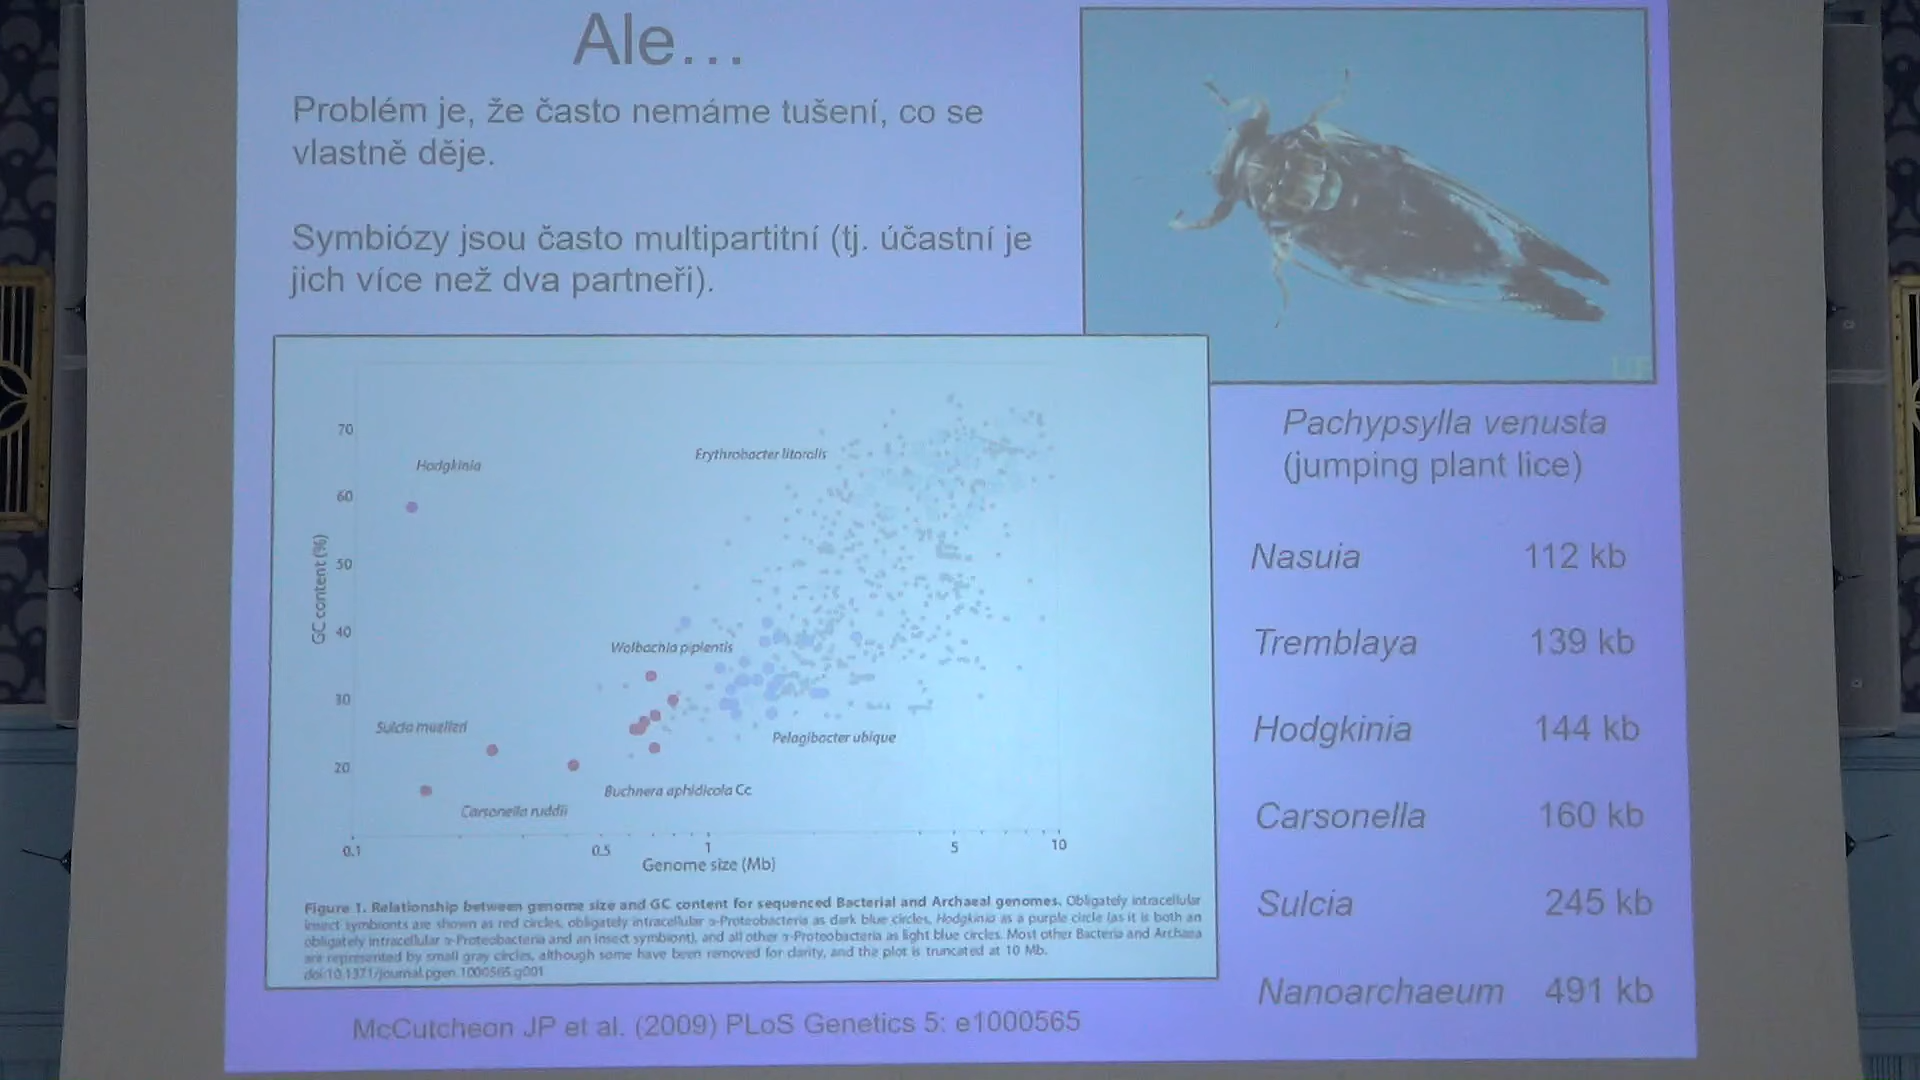 Ale...
Problém je, že často nemáme tušení, co se
vlastně děje.
Symbiózy jsou často multipartitní (tj. účastní je
jich více než dva partneři).
UF
70
60
50
40
30
20
GC content (%)
Hodgkinia
Erythrobacter litoralis
Wolbachia pipientis
Sulcia muelleri
Pelagibacter ubique
Buchnera aphidicola Cc
Carsonella ruddii
0.1
0.5
1
5
10
Genome size (Mb)
Figure 1. Relationship between genome size and GC content for sequenced Bacterial and Archaeal genomes. Obligately intracellular
insect symbionts are shown as red circles, obligately intracellular α-Proteobacteria as dark blue circles, Hodgkinia as a purple circle (as it is both an
obligately intracellular α-Proteobacteria and an insect symbiont), and all other α-Proteobacteria as light blue circles. Most other Bacteria and Archaea
are represented by small gray circles, although some have been removed for clarity, and the plot is truncated at 10 Mb.
doi:10.1371/journal.pgen.1000565.g001
McCutcheon JP et al. (2009) PLoS Genetics 5: e1000565
Pachypsylla venusta
(jumping plant lice)
Nasuia 112 kb
Tremblaya 139 kb
Hodgkinia 144 kb
Carsonella 160 kb
Sulcia 245 kb
Nanoarchaeum 491 kb